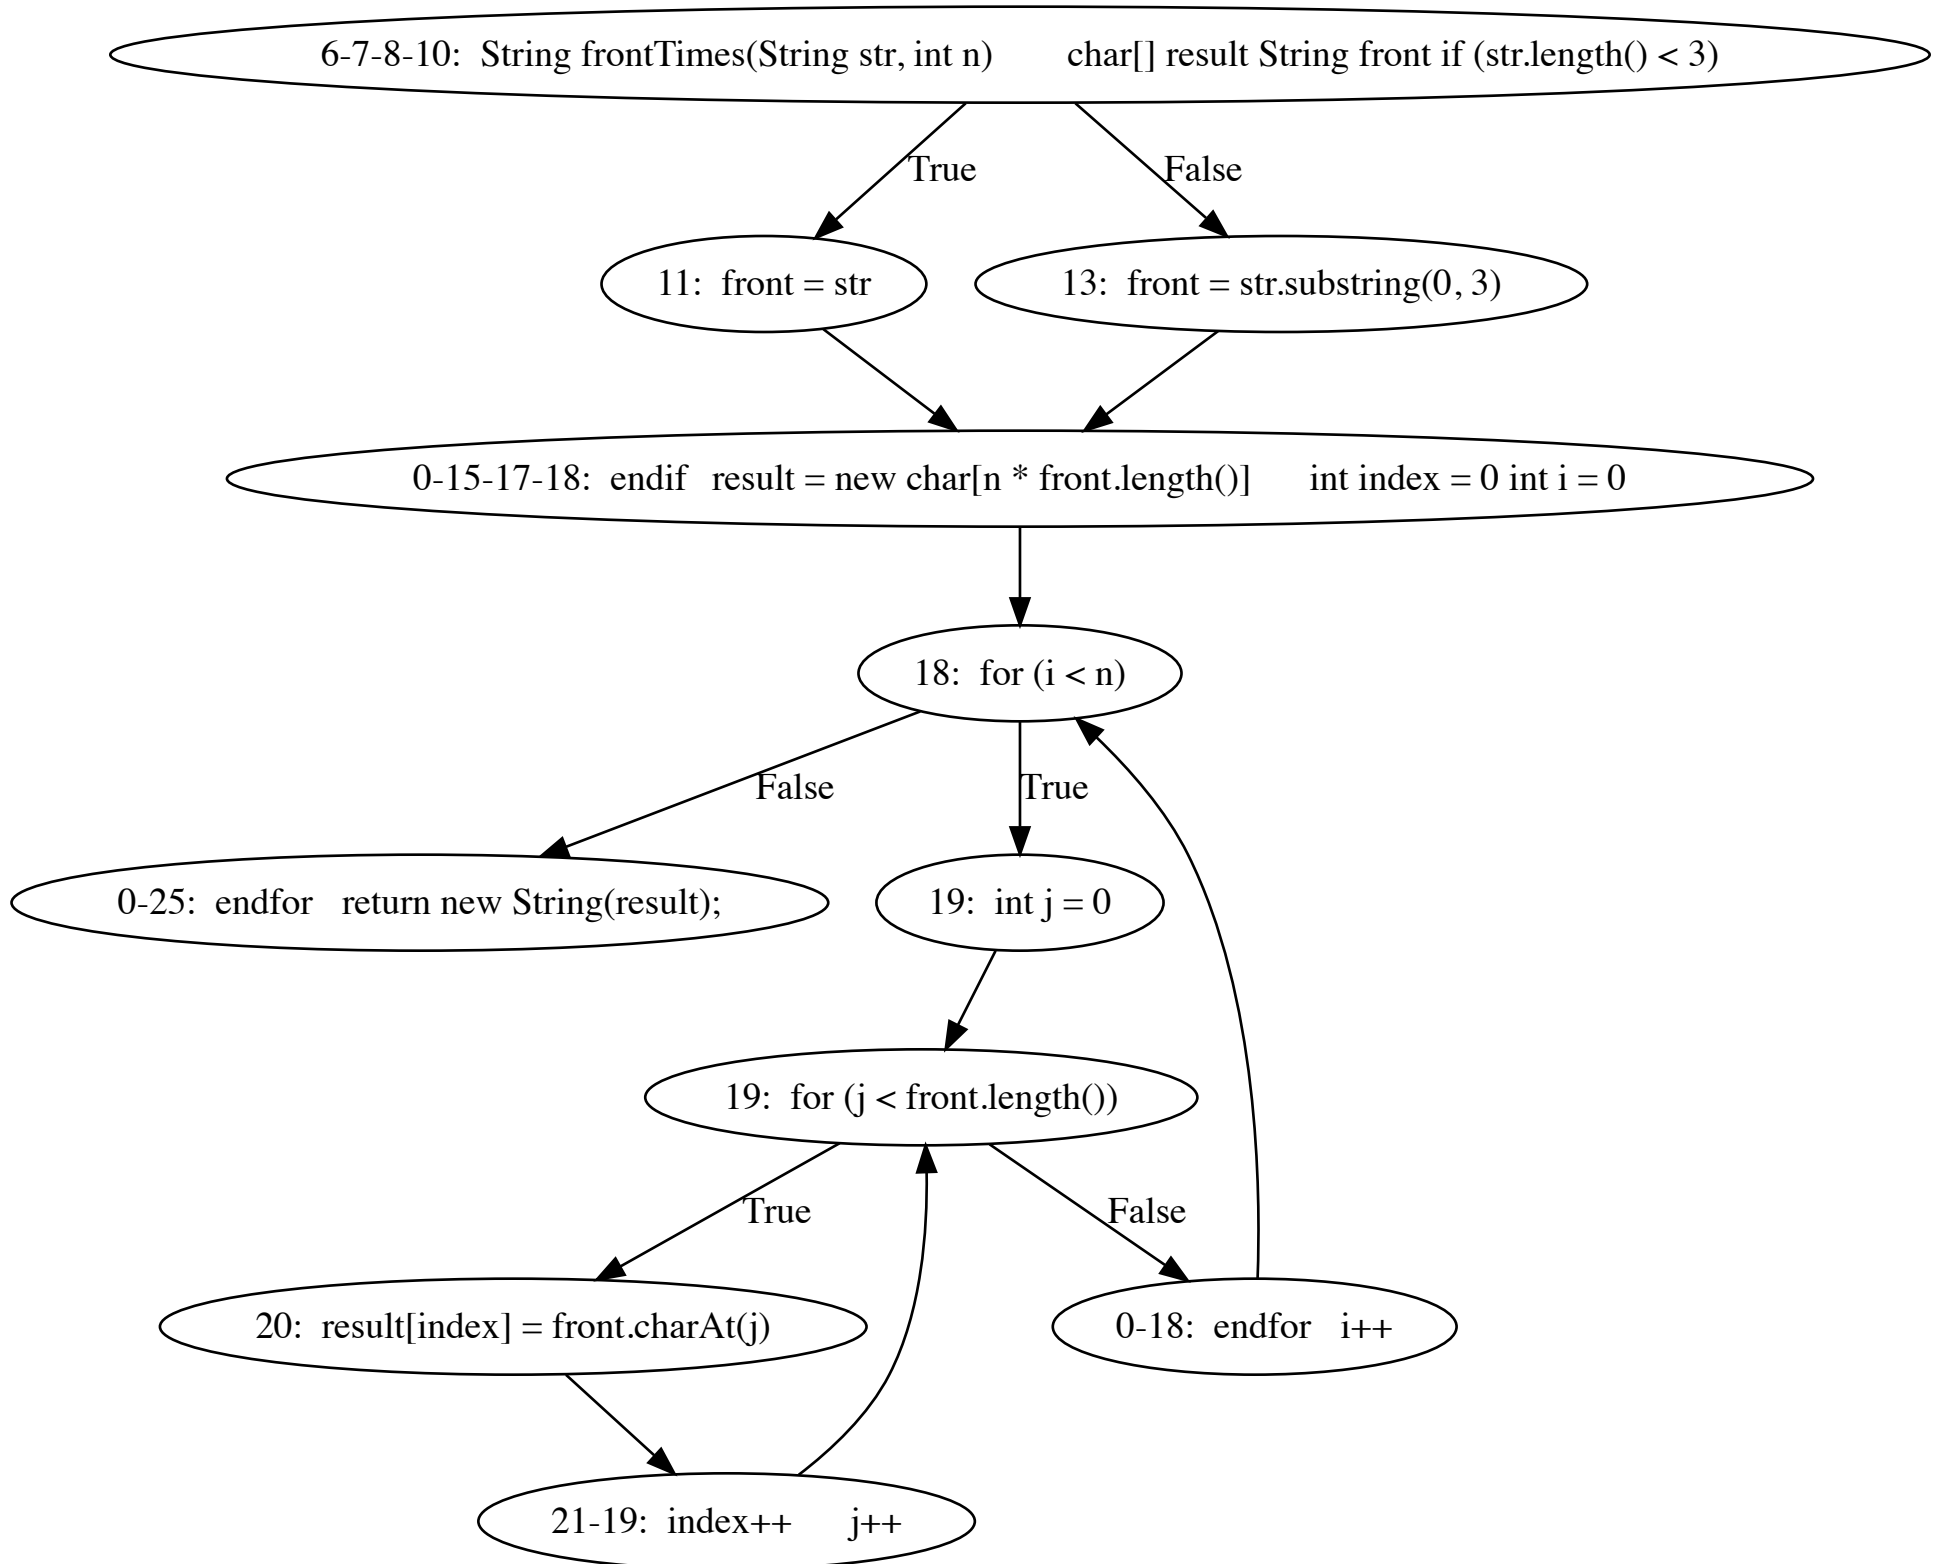 6-7-8-10:  String frontTimes(String str, int n)        char[] result String front if (str.length() < 3)
True
False
11:  front = str
13:  front = str.substring(0, 3)
0-15-17-18:  endif   result = new char[n * front.length()]      int index = 0 int i = 0
18:  for (i < n)
False
True
0-25:  endfor   return new String(result);
19:  int j = 0
19:  for (j < front.length())
True
False
20:  result[index] = front.charAt(j)
0-18:  endfor   i++
21-19:  index++      j++